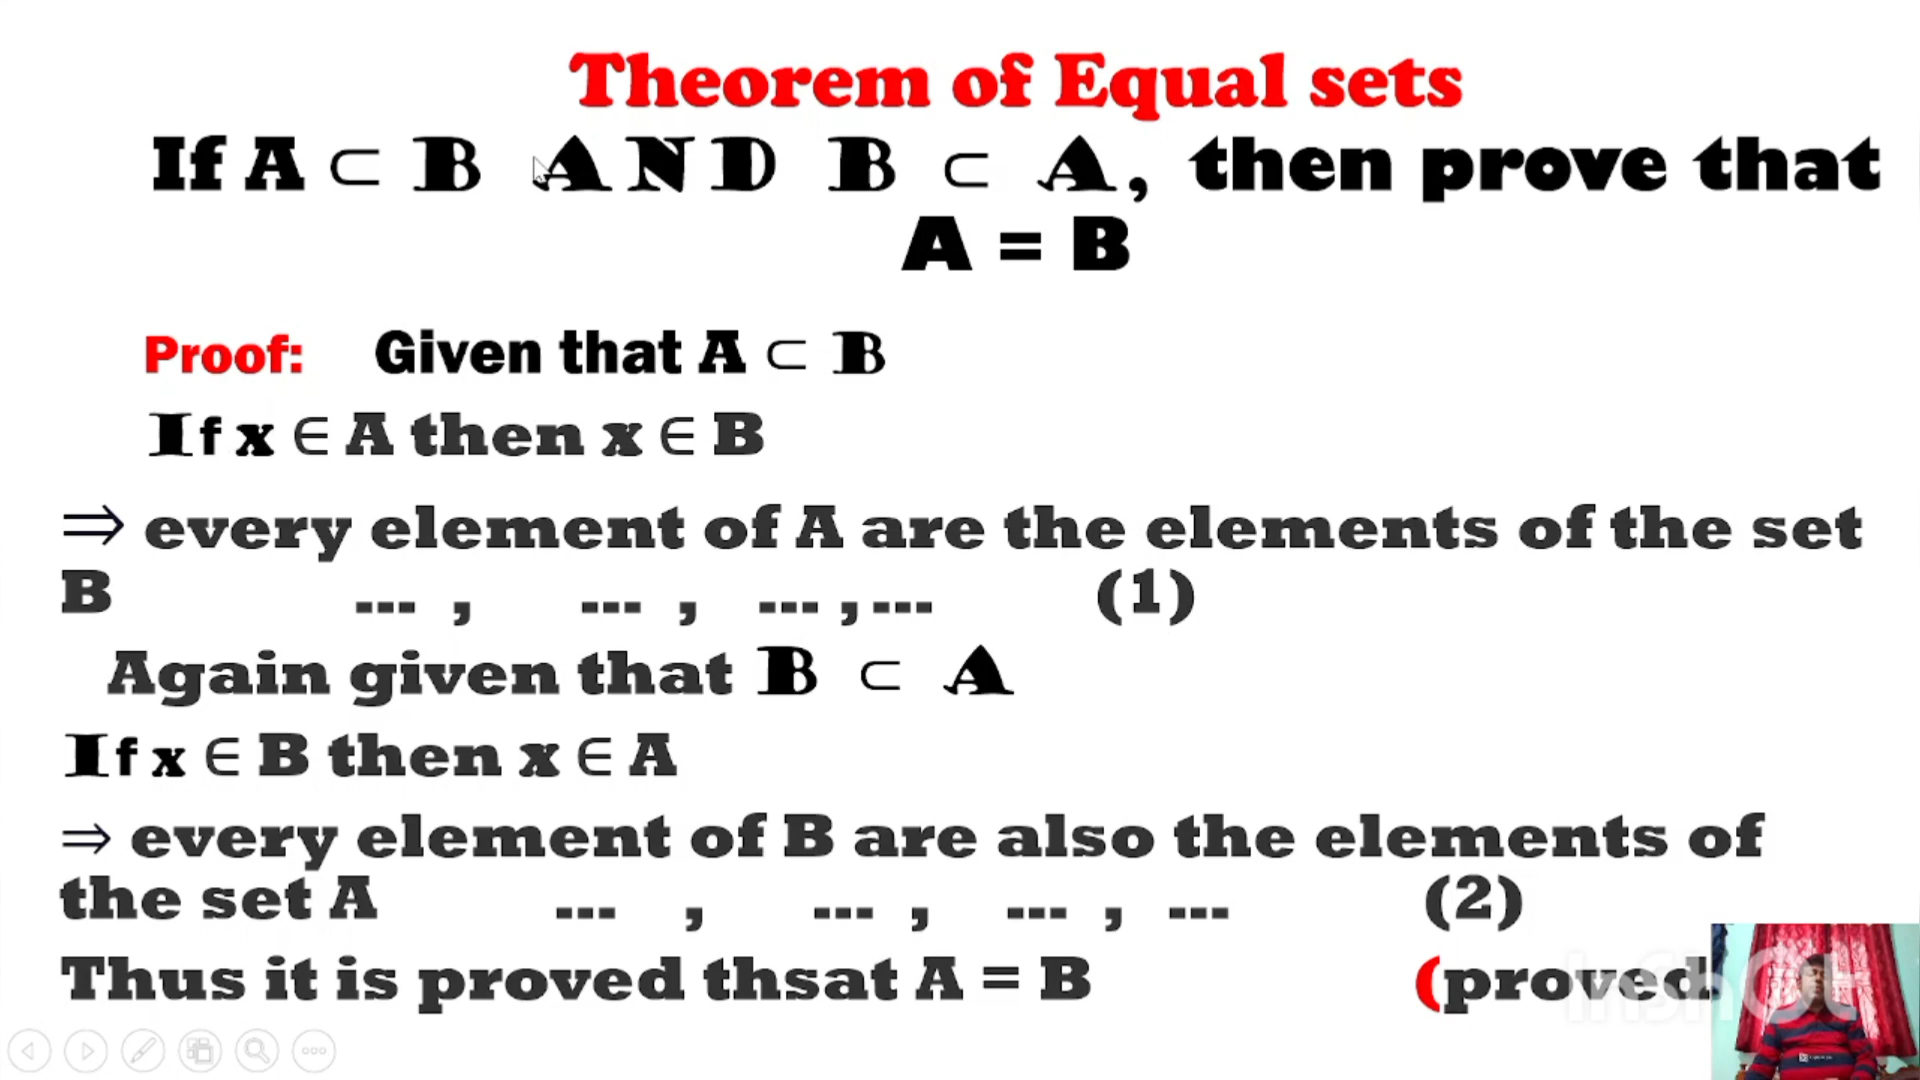 Theorem of Equal sets
If A ⊂ B AND B ⊂ A, then prove that
A = B
Proof: Given that A ⊂ B
If x ∈ A then x ∈ B
⇒ every element of A are the elements of the set
B ... , ... , ... , ... (1)
Again given that B ⊂ A
If x ∈ B then x ∈ A
⇒ every element of B are also the elements of
the set A ... , ... , ... , ... (2)
Thus it is proved thsat A = B (proved
InShOt